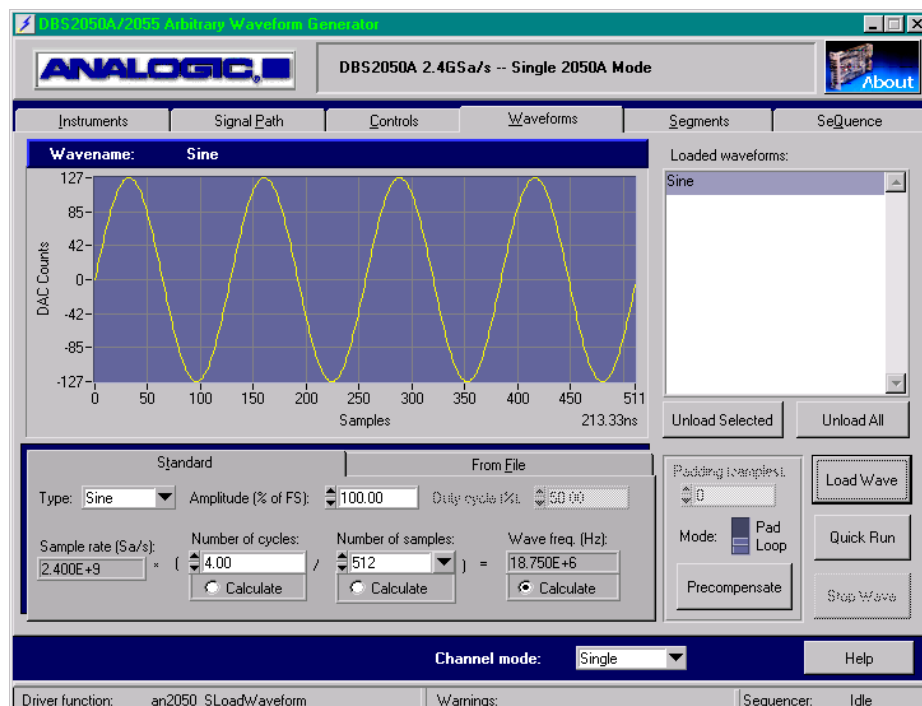 DBS2050A/2055 Arbitrary Waveform Generator
ANALOGIC.
DBS2050A 2.4GSa/s -- Single 2050A Mode
About
Instruments
Signal Path
Controls
Waveforms
Segments
SeQuence
Wavename: Sine
Loaded waveforms:
Sine
DAC Counts
127
85
42
0
-42
-85
-127
0 50 100 150 200 250 300 350 400 450 511
Samples
213.33ns
Unload Selected
Unload All
Standard
From File
Type: Sine
Amplitude (% of FS): 100.00
Duty cycle (%): 50.00
Sample rate (Sa/s):
2.400E+9
*
(
Number of cycles:
4.00
Calculate
/
Number of samples:
512
Calculate
)
=
Wave freq. (Hz):
18.750E+6
Calculate
Padding (samples):
0
Mode:
Pad
Loop
Precompensate
Load Wave
Quick Run
Stop Wave
Channel mode: Single
Help
Driver function: an2050_SLoadWaveform
Warnings:
Sequencer: Idle